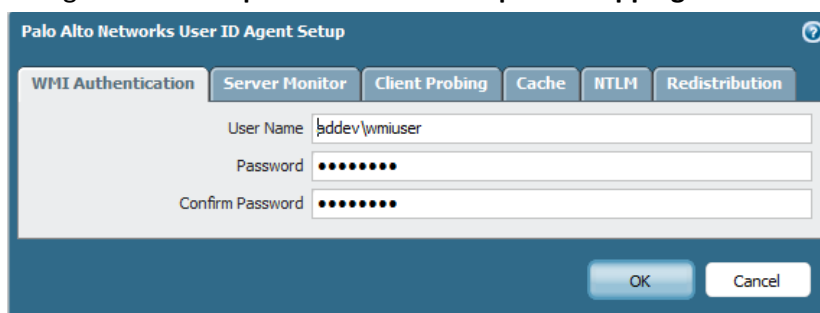 Palo Alto Networks User ID Agent Setup
WMI Authentication Server Monitor Client Probing Cache NTLM Redistribution
User Name addev\wmiuser
Password ••••••••
Confirm Password ••••••••
OK Cancel